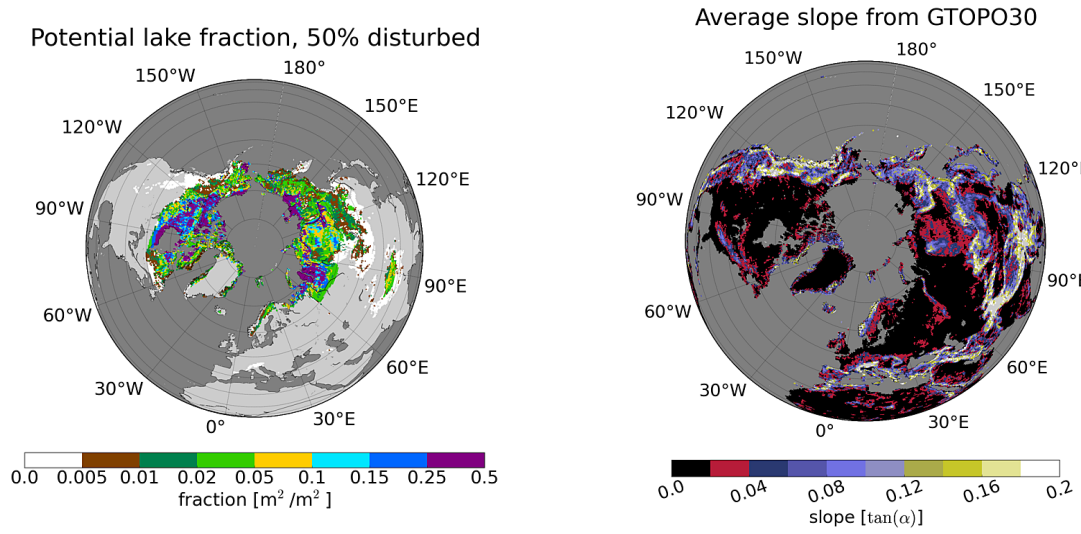 Potential lake fraction, 50% disturbed
180°
150°W
150°E
120°W
120°E
90°W
90°E
60°W
60°E
30°W
30°E
0°
0.0 0.005 0.01 0.02 0.05 0.1 0.15 0.25 0.5
fraction [m² /m² ]
Average slope from GTOPO30
180°
150°W
150°E
120°W
120°E
90°W
90°
60°W
60°E
30°W
30°E
0°
0.0 0.04 0.08 0.12 0.16 0.2
slope [tan(α)]